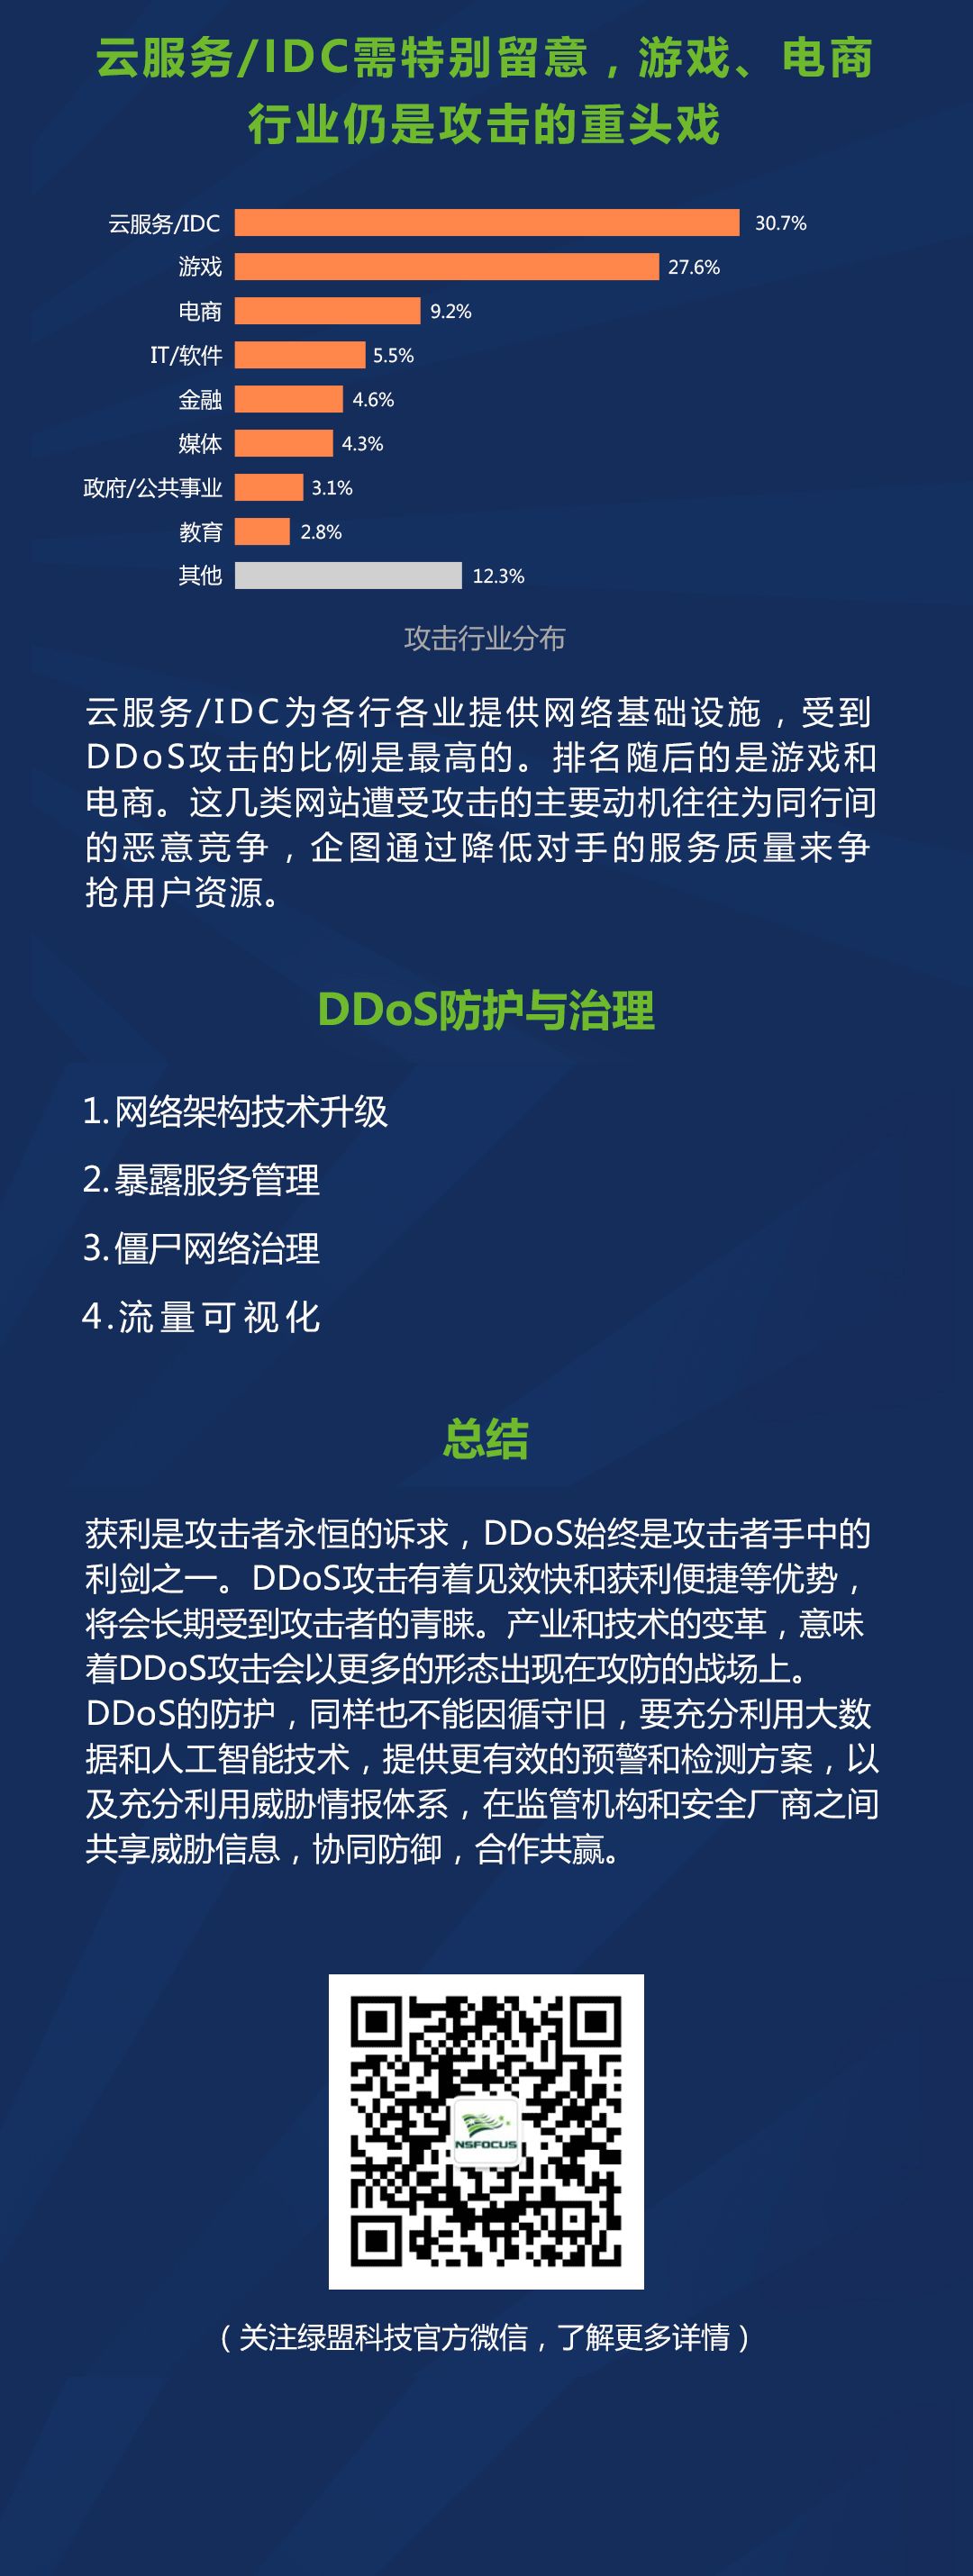 云服务/IDC需特别留意，游戏、电商
行业仍是攻击的重头戏
云服务/IDC 30.7%
游戏 27.6%
电商 9.2%
IT/软件 5.5%
金融 4.6%
媒体 4.3%
政府/公共事业 3.1%
教育 2.8%
其他 12.3%
攻击行业分布
云服务/IDC为各行各业提供网络基础设施，受到
DDoS攻击的比例是最高的。排名随后的是游戏和
电商。这几类网站遭受攻击的主要动机往往为同行间
的恶意竞争，企图通过降低对手的服务质量来争
抢用户资源。
DDoS防护与治理
1.网络架构技术升级
2.暴露服务管理
3.僵尸网络治理
4.流量可视化
总结
获利是攻击者永恒的诉求，DDoS始终是攻击者手中的
利剑之一。DDoS攻击有着见效快和获利便捷等优势，
将会长期受到攻击者的青睐。产业和技术的变革，意味
着DDoS攻击会以更多的形态出现在攻防的战场上。
DDoS的防护，同样也不能因循守旧，要充分利用大数
据和人工智能技术，提供更有效的预警和检测方案，以
及充分利用威胁情报体系，在监管机构和安全厂商之间
共享威胁信息，协同防御，合作共赢。
NSFOCUS
（关注绿盟科技官方微信，了解更多详情）